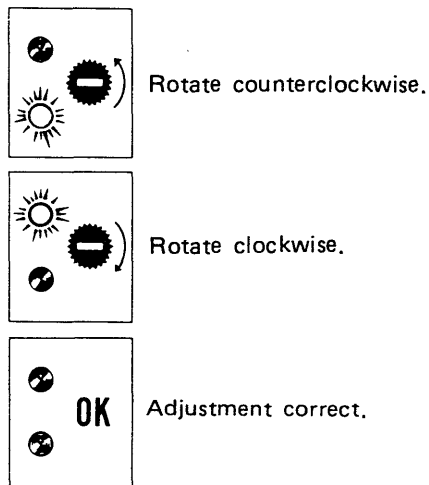 Rotate counterclockwise.
Rotate clockwise.
OK
Adjustment correct.